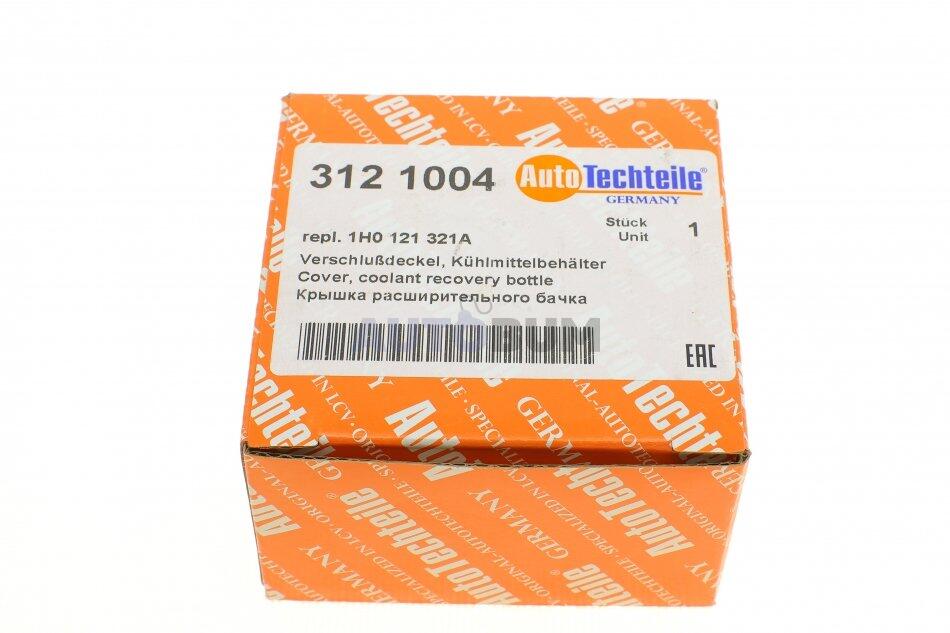 312 1004
AutoTechteile®
GERMANY
Stück 1
Unit
repl. 1H0 121 321A
Verschlußdeckel, Kühlmittelbehälter
Cover, coolant recovery bottle
Крышка расширительного бачка
AUTOBUM
EAC
GERMANY
AutoTechteile
SPECIALIZED IN LCV · ORIGINAL-AUTOTECHTEILE